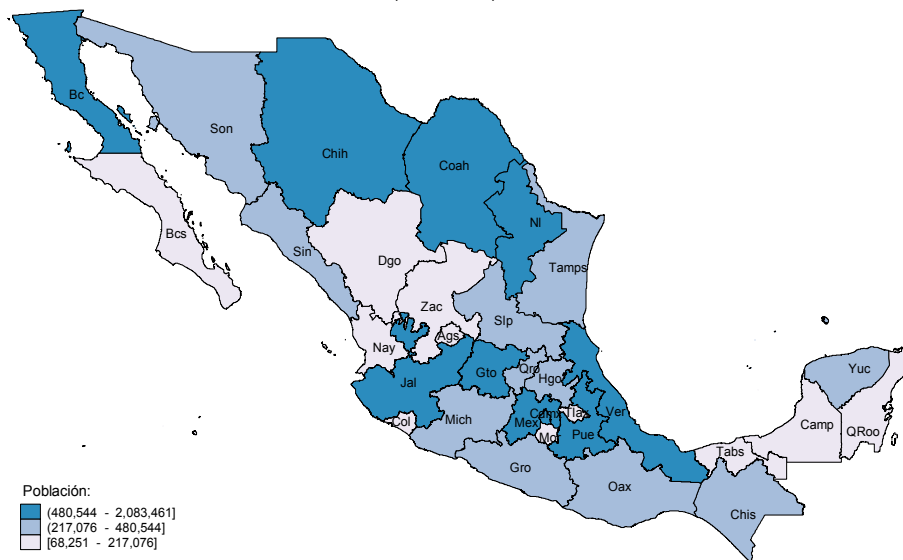 Bc
Son
Chih
Coah
Nl
Bcs
Sin
Dgo
Tamps
Zac
Slp
Nay
Ags
Jal
Gto
Qro
Hgo
Yuc
Col
Mich
Mex
Cdmx
Tlax
Mor
Pue
Ver
Camp
QRoo
Tabs
Gro
Oax
Chis
Población:
(480,544 - 2,083,461]
(217,076 - 480,544]
[68,251 - 217,076]